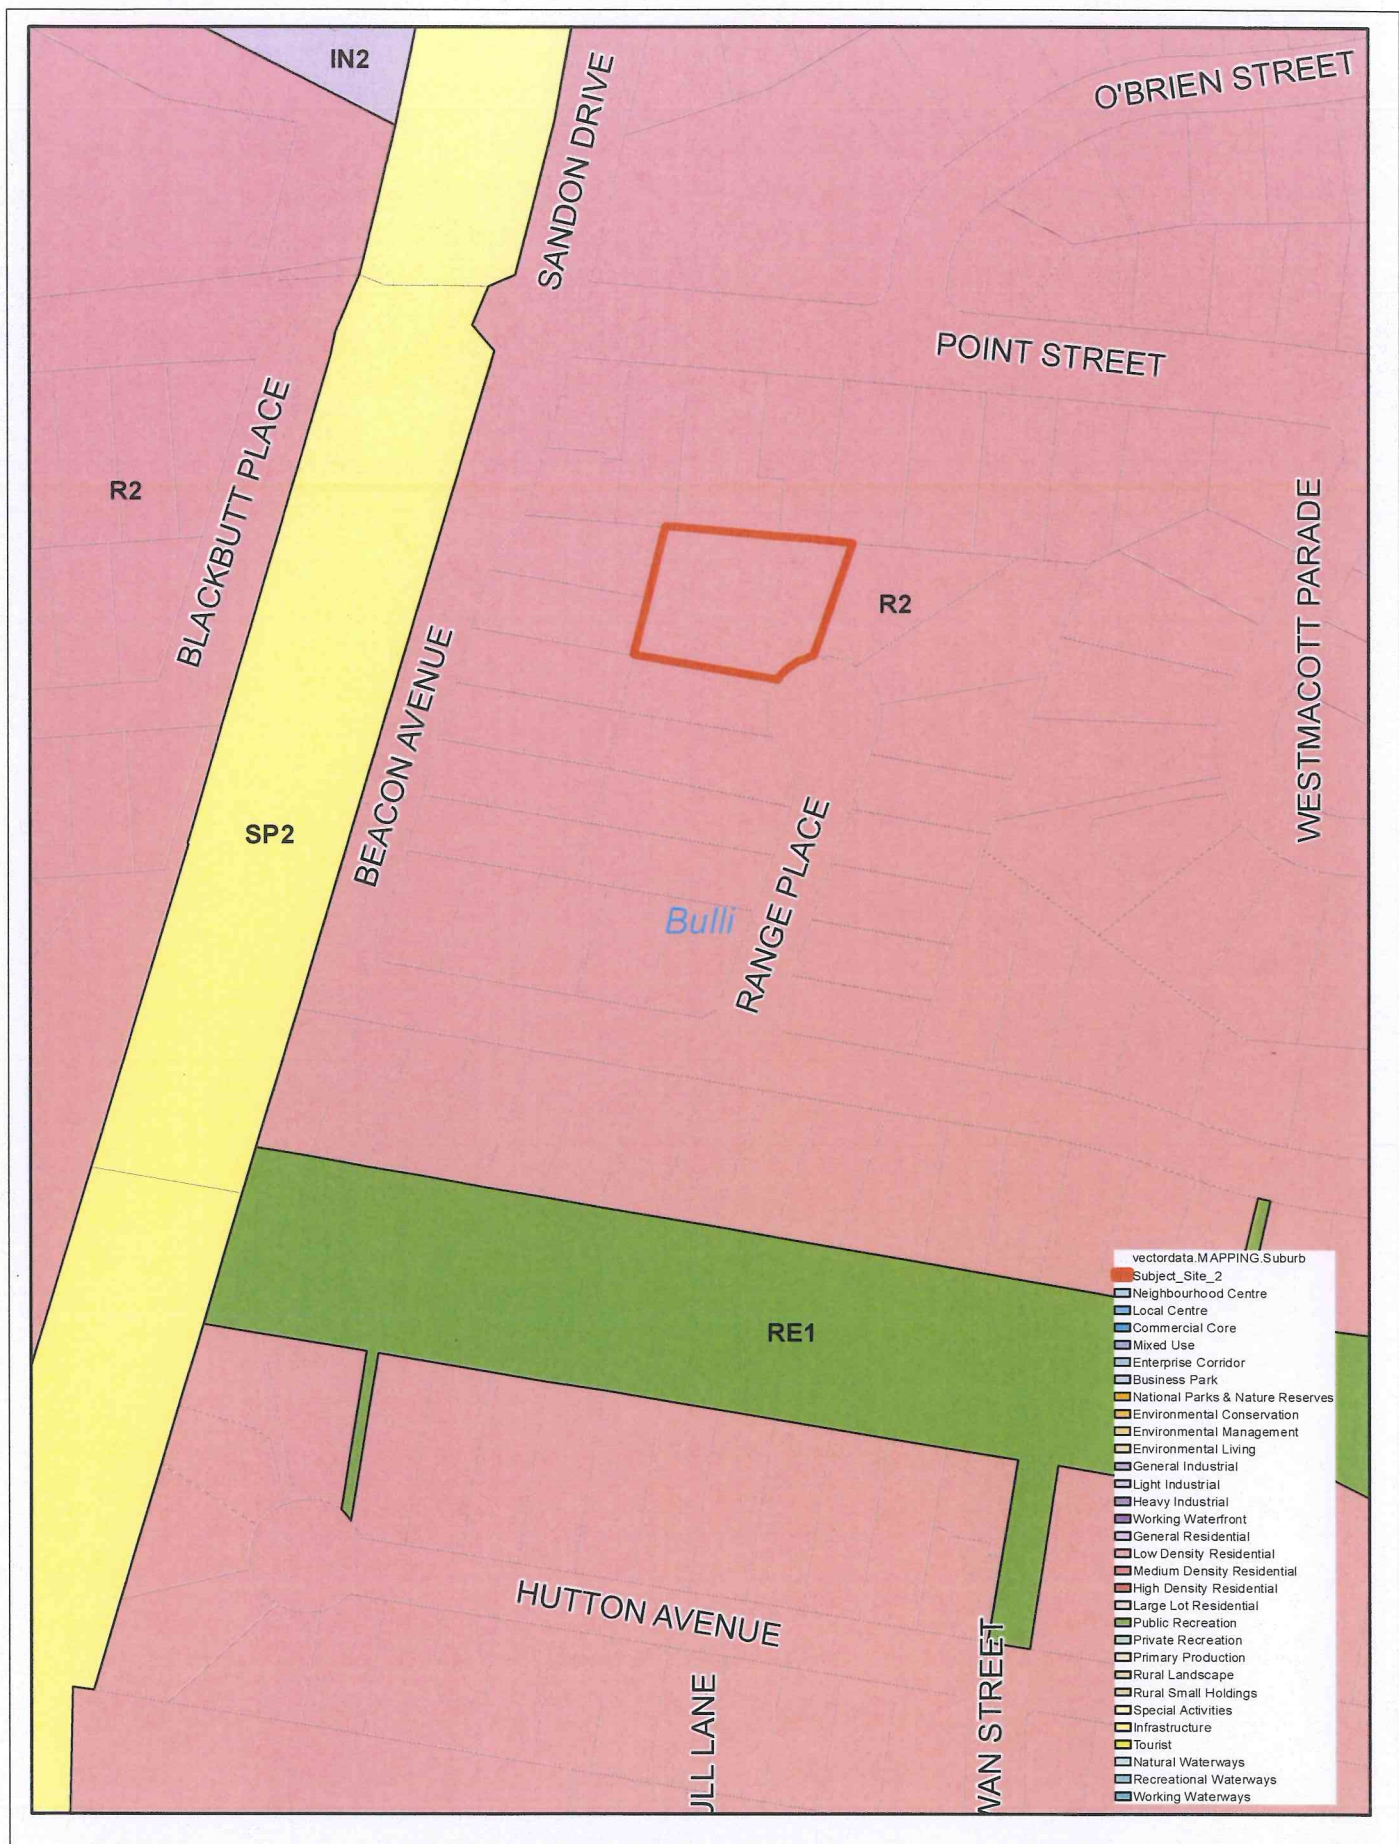 IN2
O'BRIEN STREET
SANDON DRIVE
POINT STREET
BLACKBUTT PLACE
R2
WESTMACOTT PARADE
R2
BEACON AVENUE
SP2
RANGE PLACE
Bulli
RE1
HUTTON AVENUE
LANE
STREET
vectordata.MAPPING.Suburb
Subject_Site_2
Neighbourhood Centre
Local Centre
Commercial Core
Mixed Use
Enterprise Corridor
Business Park
National Parks & Nature Reserves
Environmental Conservation
Environmental Management
Environmental Living
General Industrial
Light Industrial
Heavy Industrial
Working Waterfront
General Residential
Low Density Residential
Medium Density Residential
High Density Residential
Large Lot Residential
Public Recreation
Private Recreation
Primary Production
Rural Landscape
Rural Small Holdings
Special Activities
Infrastructure
Tourist
Natural Waterways
Recreational Waterways
Working Waterways